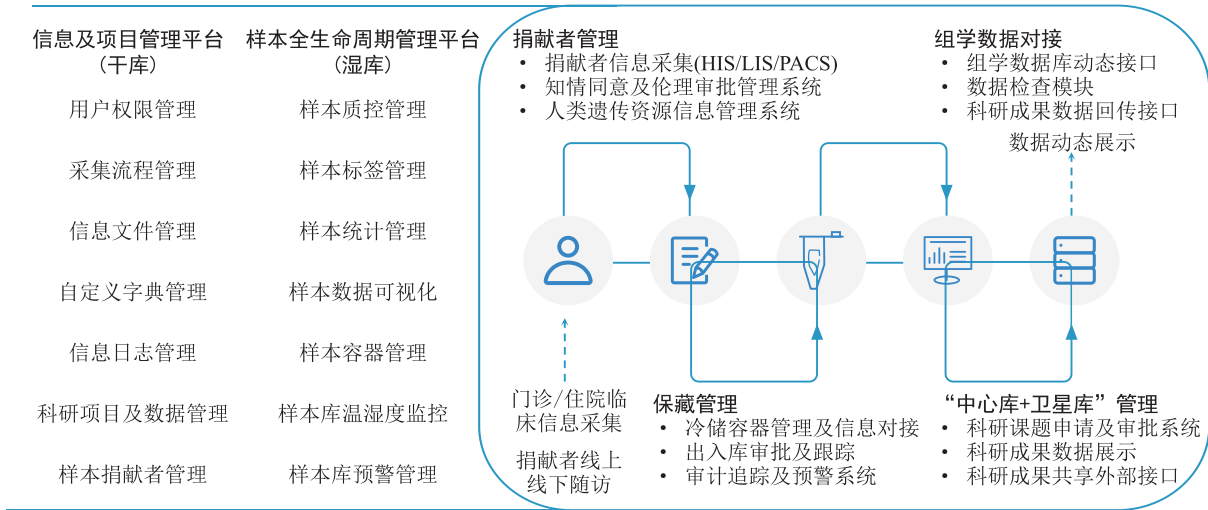 信息及项目管理平台
(干库)
用户权限管理
采集流程管理
信息文件管理
自定义字典管理
信息日志管理
科研项目及数据管理
样本捐献者管理
样本全生命周期管理平台
(湿库)
样本质控管理
样本标签管理
样本统计管理
样本数据可视化
样本容器管理
样本库温湿度监控
样本库预警管理
捐献者管理
• 捐献者信息采集(HIS/LIS/PACS)
• 知情同意及伦理审批管理系统
• 人类遗传资源信息管理系统
组学数据对接
• 组学数据库动态接口
• 数据检查模块
• 科研成果数据回传接口
数据动态展示
门诊/住院临
床信息采集
捐献者线上
线下随访
保藏管理
• 冷储容器管理及信息对接
• 出入库审批及跟踪
• 审计追踪及预警系统
“中心库+卫星库”管理
• 科研课题申请及审批系统
• 科研成果数据展示
• 科研成果共享外部接口